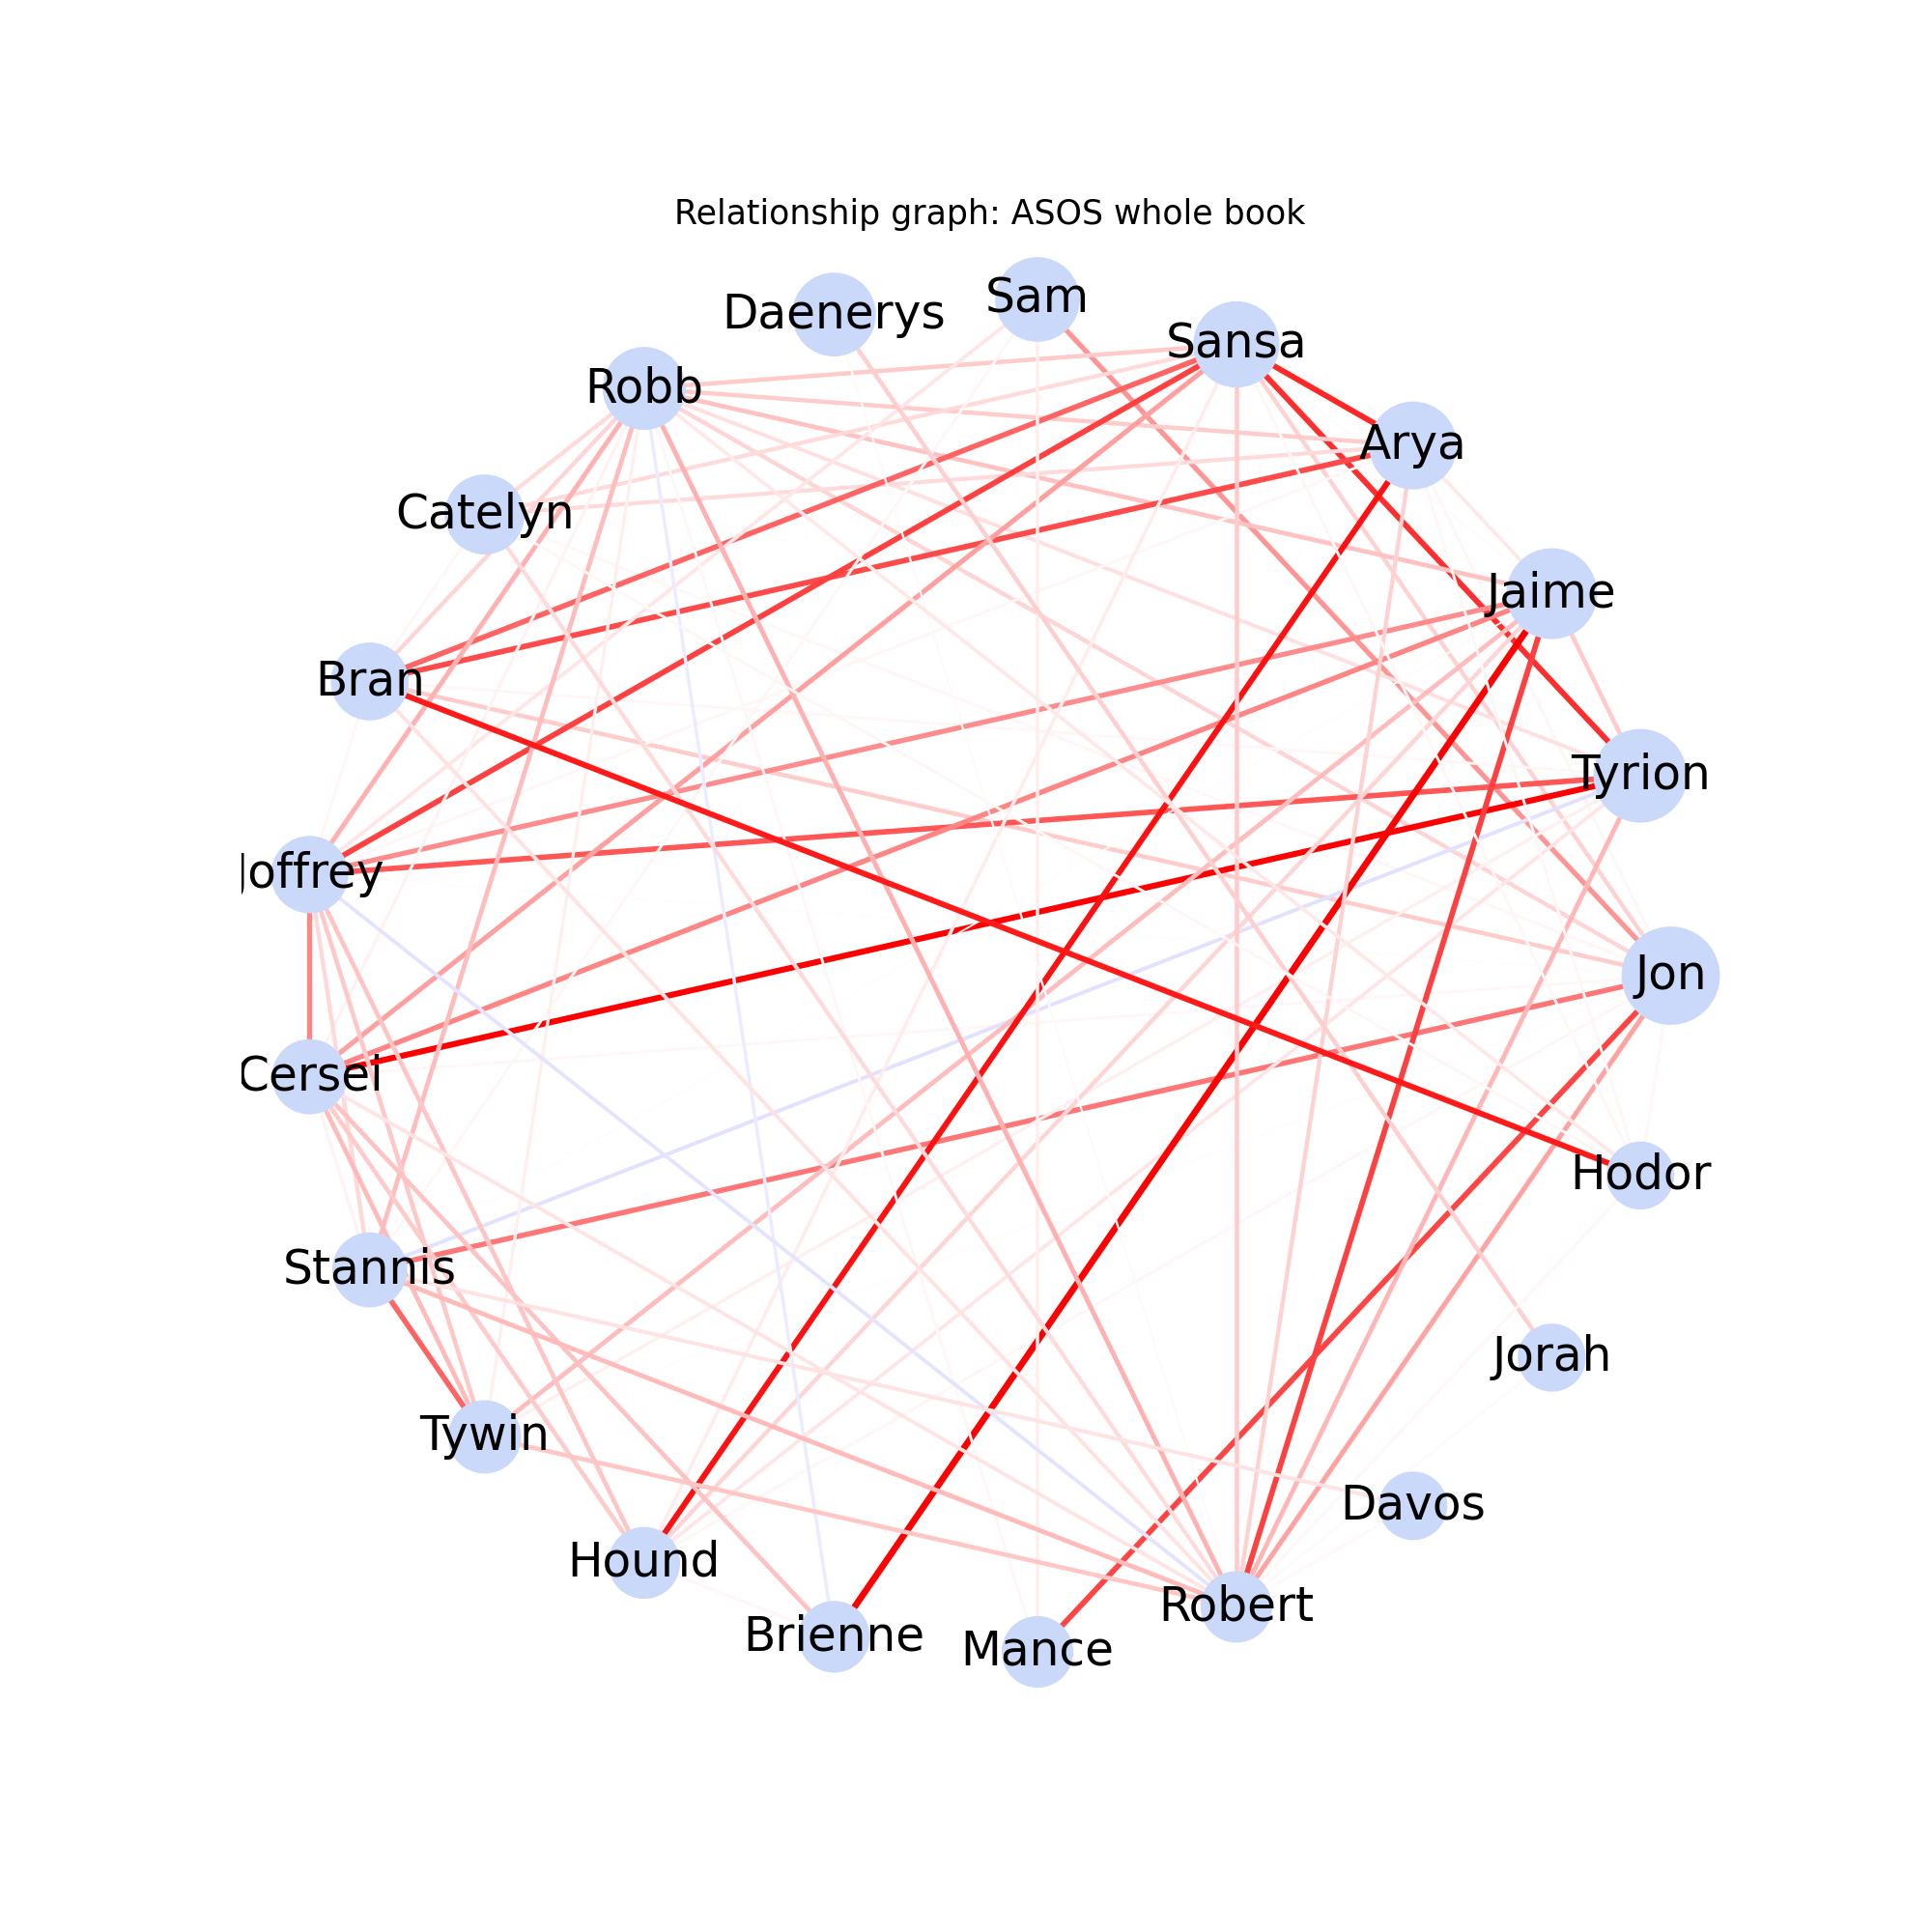 Relationship graph: ASOS whole book
Sam
Daenerys
Sansa
Robb
Arya
Catelyn
Jaime
Bran
Tyrion
Joffrey
Jon
Cersei
Hodor
Stannis
Jorah
Tywin
Davos
Hound
Robert
Brienne
Mance